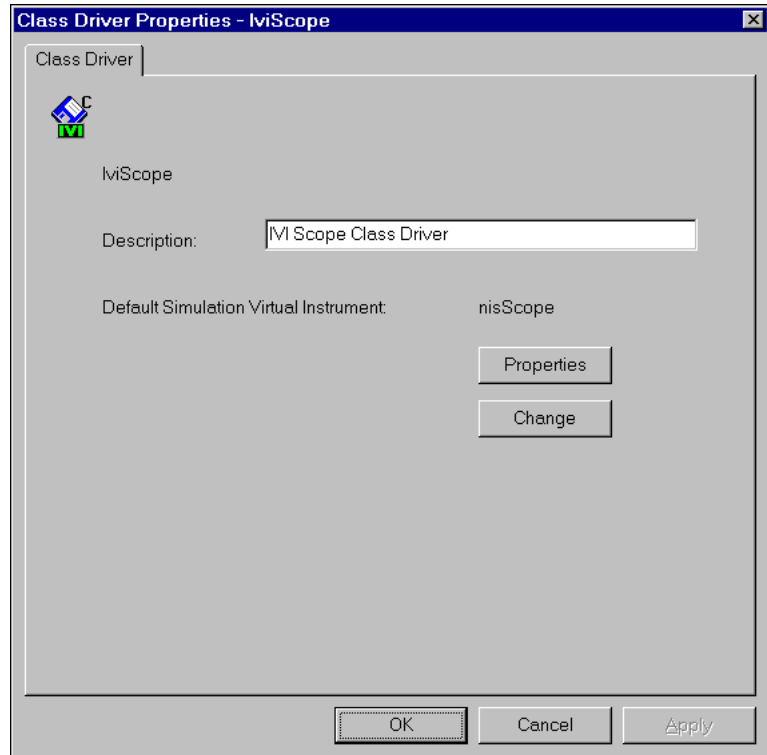 Class Driver Properties - IviScope
Class Driver
C
IVI
IviScope
Description: IVI Scope Class Driver
Default Simulation Virtual Instrument: nisScope
Properties
Change
OK Cancel Apply